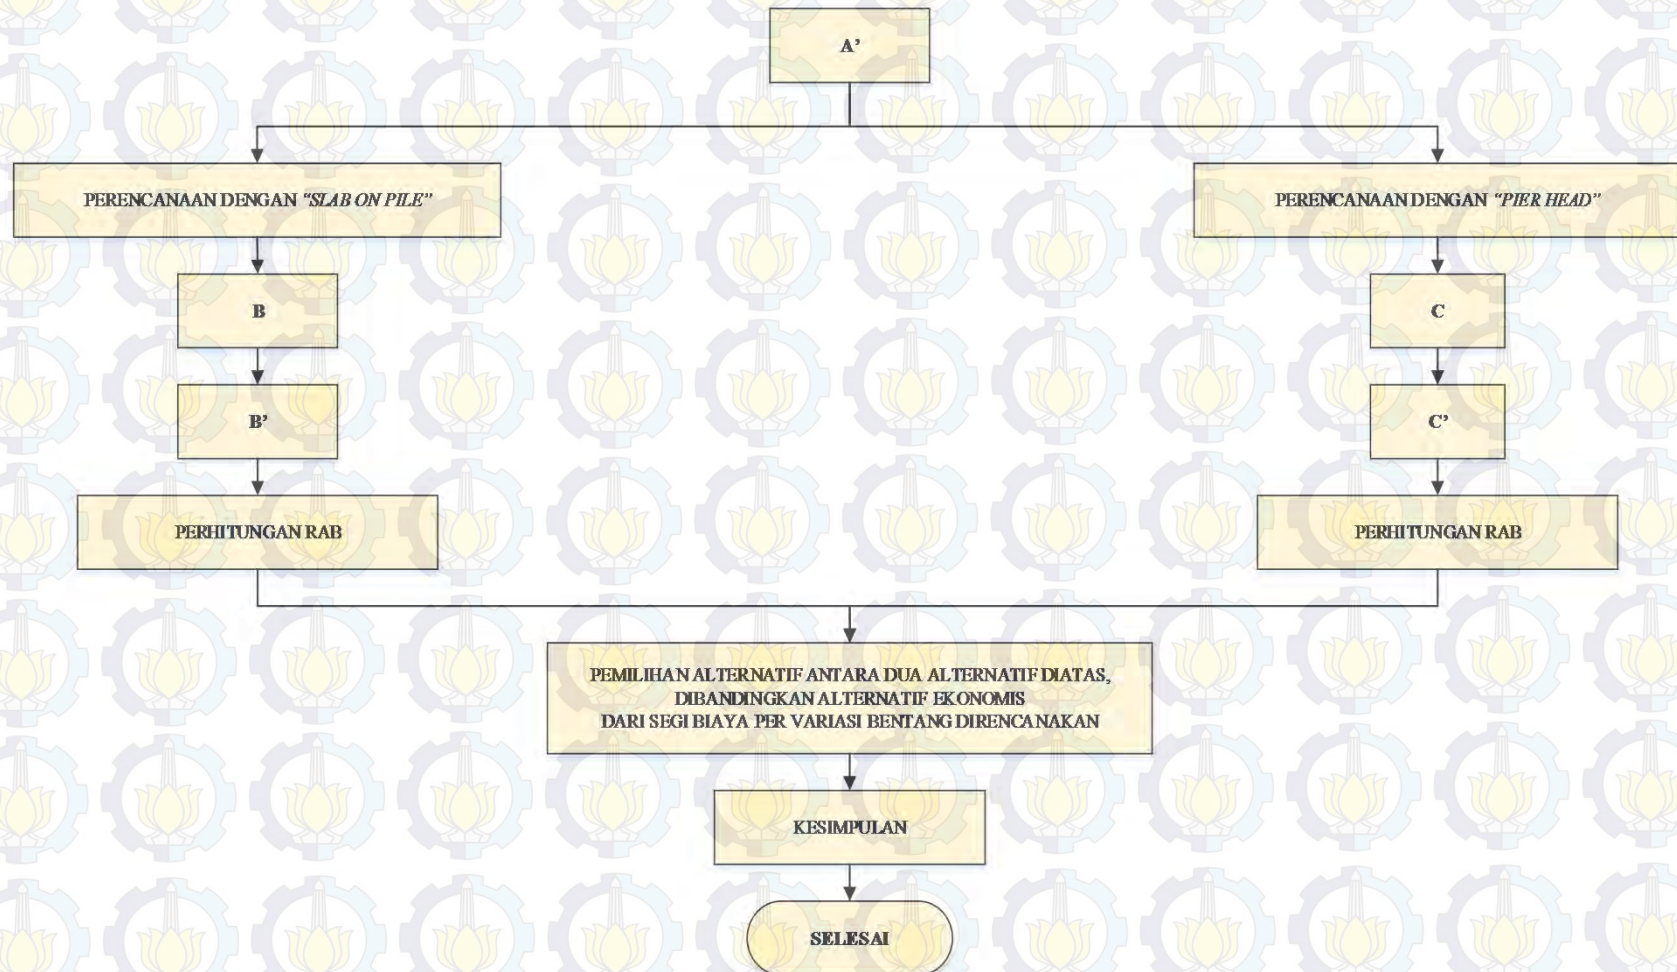 A’
PERENCANAAN DENGAN “SLAB ON PILE”
PERENCANAAN DENGAN “PIER HEAD”
B
C
B’
C’
PERHITUNGAN RAB
PERHITUNGAN RAB
PEMILIHAN ALTERNATIF ANTARA DUA ALTERNATIF DIATAS,
DIBANDINGKAN ALTERNATIF EKONOMIS
DARI SEGI BIAYA PER VARIASI BENTANG DIRENCANAKAN
KESIMPULAN
SELESAI